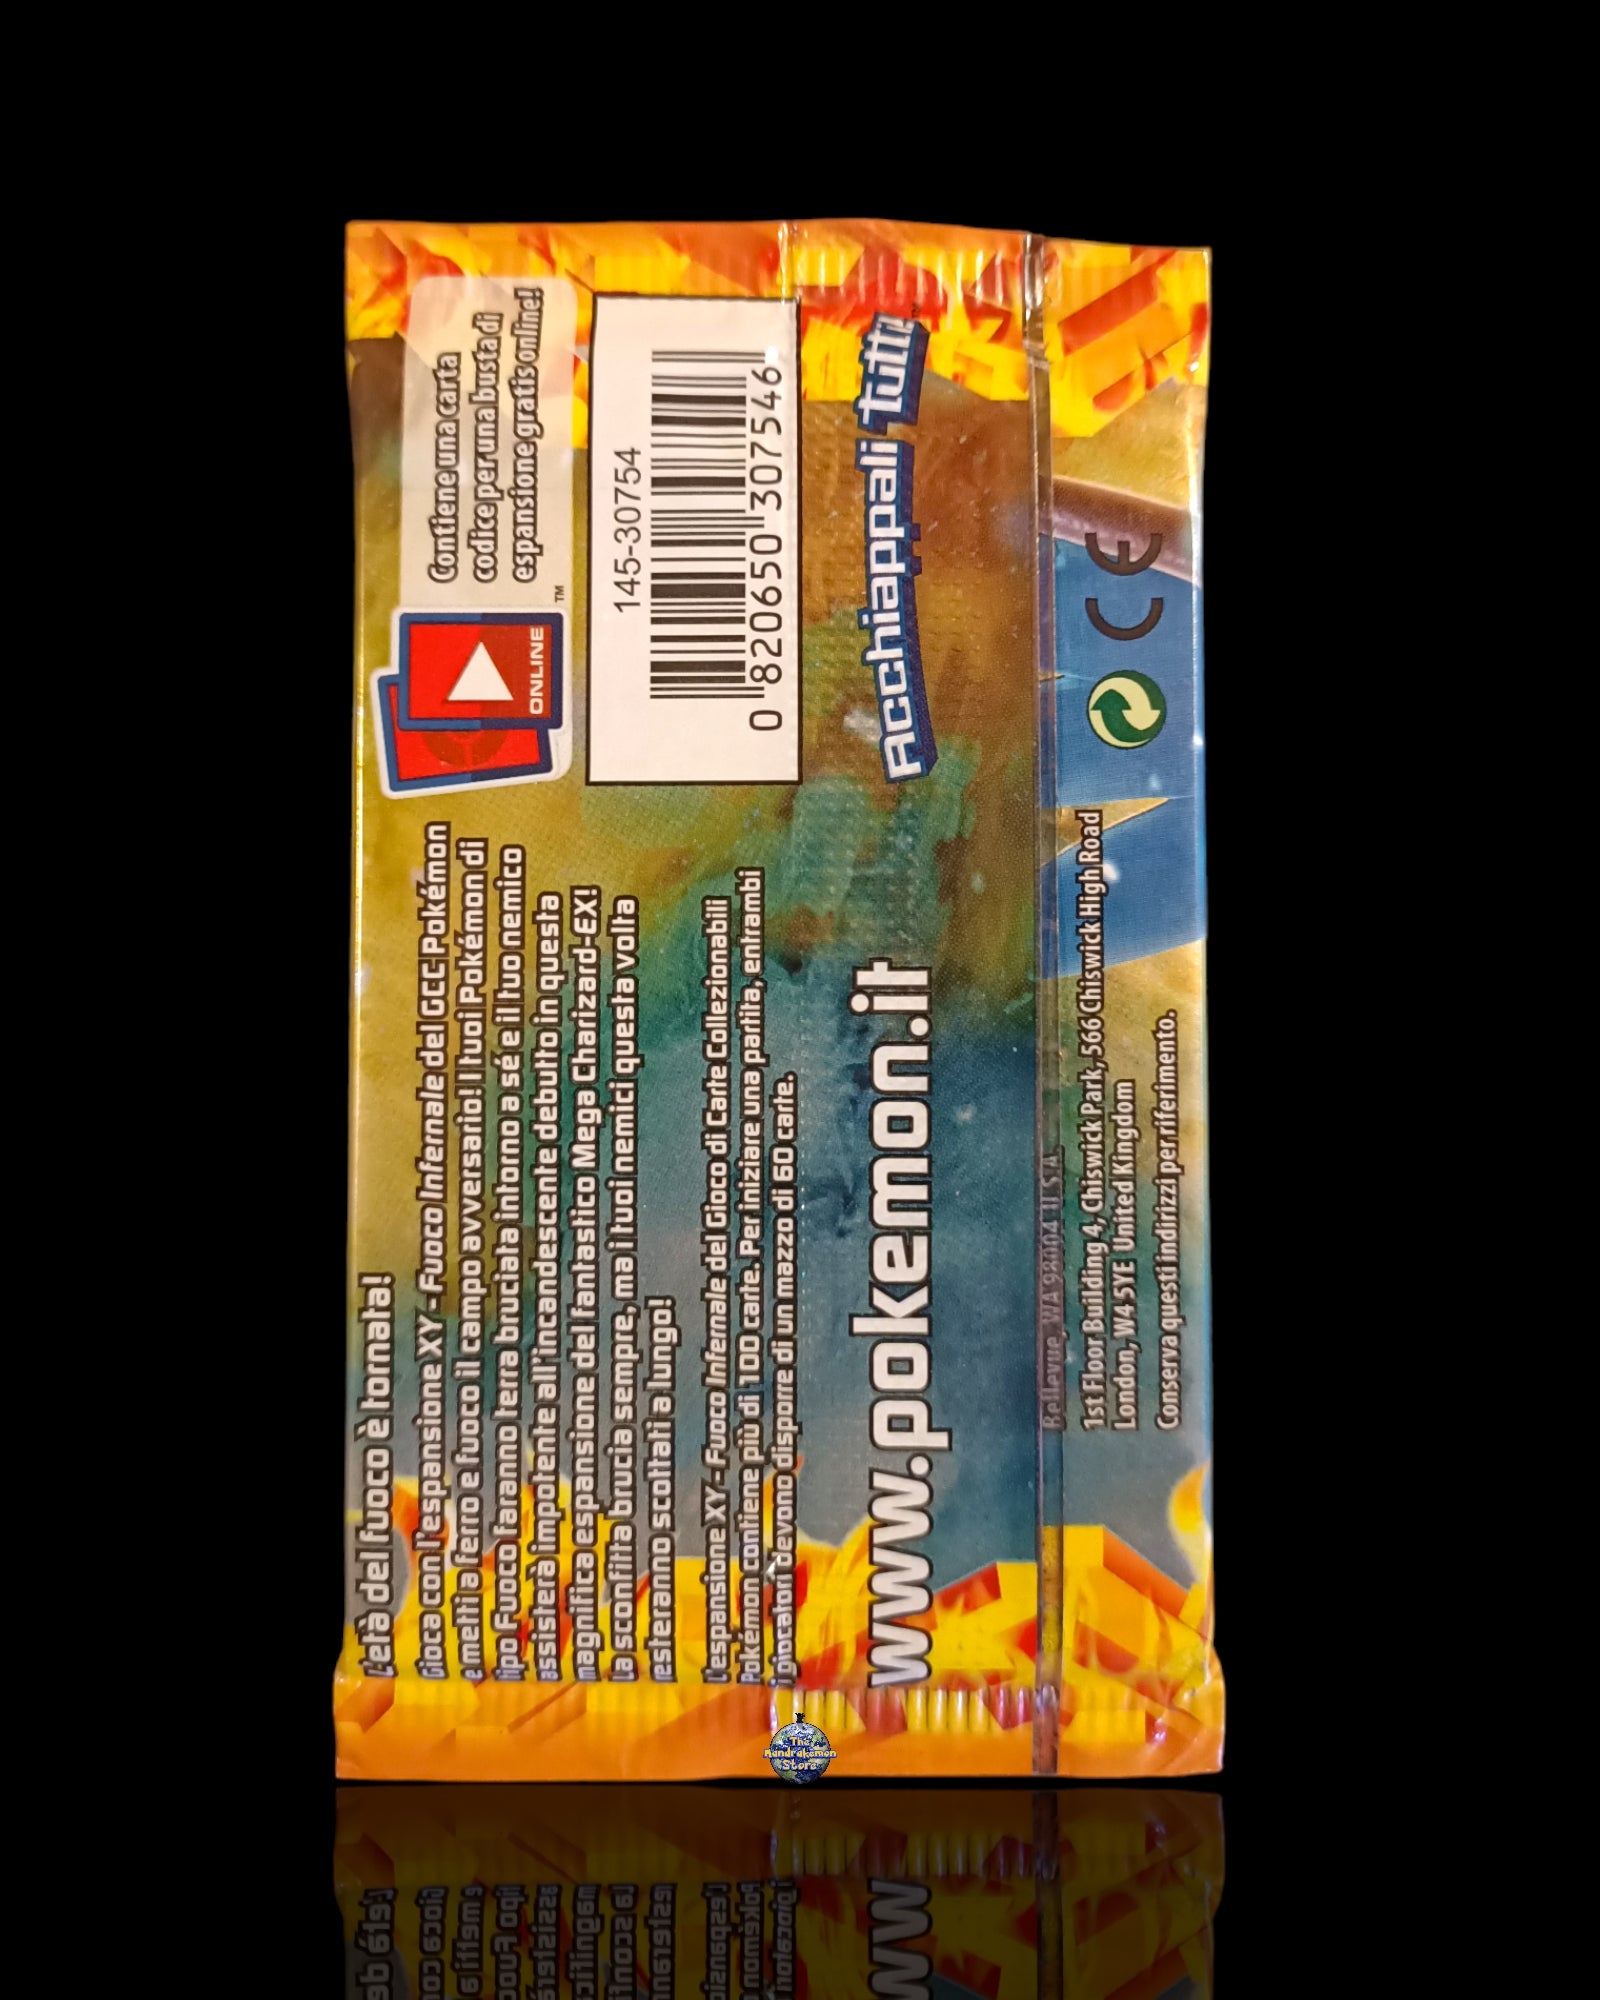 L'età del fuoco è tornata!
Gioca con l'espansione XY - Fuoco Infernale del GCC Pokémon
e metti a ferro e fuoco il campo avversario! I tuoi Pokémon di
tipo Fuoco faranno terra bruciata intorno a sé e il tuo nemico
assisterà impotente all'incandescente debutto in questa
magnifica espansione del fantastico Mega Charizard-EX!
La sconfitta brucia sempre, ma i tuoi nemici questa volta
resteranno scottati a lungo!
L'espansione XY - Fuoco Infernale del Gioco di Carte Collezionabili
Pokémon contiene più di 100 carte. Per iniziare una partita, entrambi
i giocatori devono disporre di un mazzo di 60 carte.
www.pokemon.it
ONLINE
TM
Contiene una carta
codice per una busta di
espansione gratis online!
145-30754
0 820650 307546
Acchiappali tutti!
TM
Bellevue, WA 98004 U.S.A.
1st Floor Building 4, Chiswick Park, 566 Chiswick High Road
London, W4 5YE United Kingdom
Conserva questi indirizzi per riferimento.
CE
The
Mandrakémon
Store